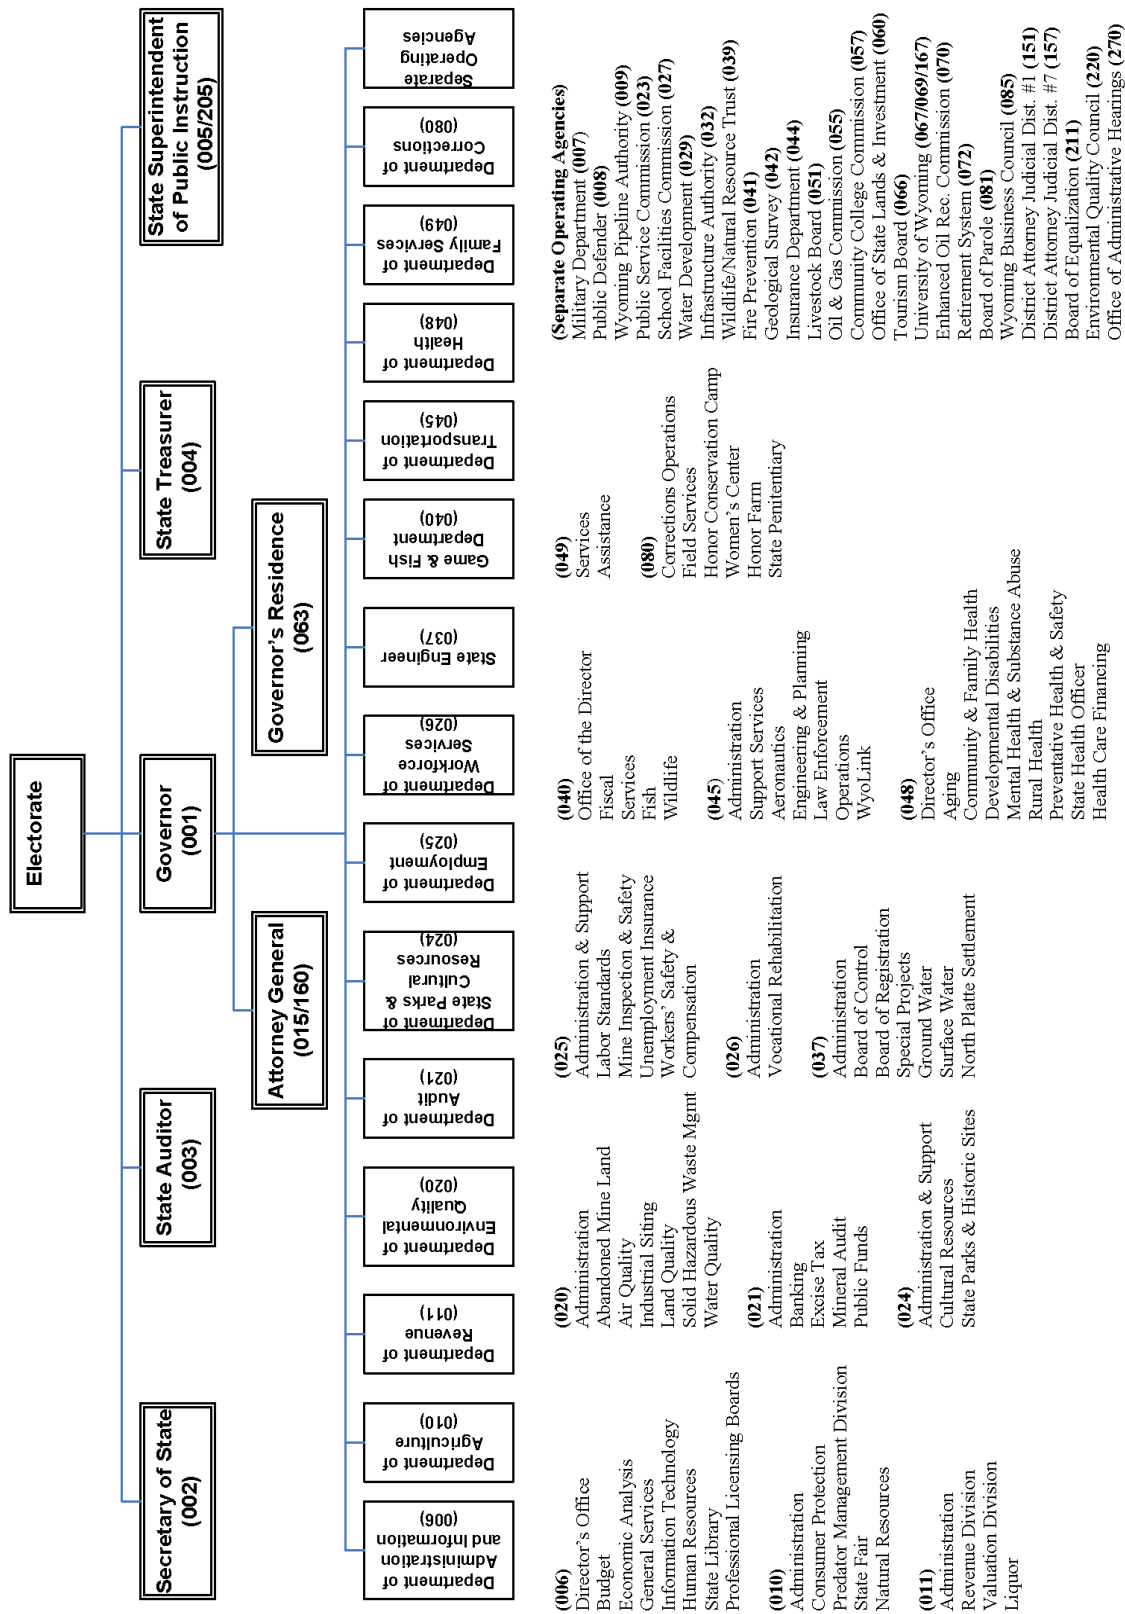 Electorate
Secretary of State
(002)
State Auditor
(003)
Governor
(001)
State Treasurer
(004)
State Superintendent
of Public Instruction
(005/205)
Attorney General
(015/160)
Governor's Residence
(063)
Department of
Administration
and Information
(006)
Department of
Agriculture
(010)
Department of
Revenue
(011)
Department of
Environmental
Quality
(020)
Department of
Audit
(021)
Department of
State Parks &
Cultural
Resources
(024)
Department of
Employment
(025)
Department of
Workforce
Services
(026)
State Engineer
(037)
Game & Fish
Department
(040)
Department of
Transportation
(045)
Department of
Health
(048)
Department of
Family Services
(049)
Department of
Corrections
(080)
Separate
Operating
Agencies
(006)
Director's Office
Budget
Economic Analysis
General Services
Information Technology
Human Resources
State Library
Professional Licensing Boards
(010)
Administration
Consumer Protection
Predator Management Division
State Fair
Natural Resources
(011)
Administration
Revenue Division
Valuation Division
Liquor
(020)
Administration
Abandoned Mine Land
Air Quality
Industrial Siting
Land Quality
Solid Hazardous Waste Mgmt
Water Quality
(021)
Administration
Banking
Excise Tax
Mineral Audit
Public Funds
(024)
Administration & Support
Cultural Resources
State Parks & Historic Sites
(025)
Administration & Support
Labor Standards
Mine Inspection & Safety
Unemployment Insurance
Workers' Safety &
Compensation
(026)
Administration
Vocational Rehabilitation
(037)
Administration
Board of Control
Board of Registration
Special Projects
Ground Water
Surface Water
North Platte Settlement
(040)
Office of the Director
Fiscal
Services
Fish
Wildlife
(045)
Administration
Support Services
Aeronautics
Engineering & Planning
Law Enforcement
Operations
WyoLink
(048)
Director's Office
Aging
Community & Family Health
Developmental Disabilities
Mental Health & Substance Abuse
Rural Health
Preventative Health & Safety
State Health Officer
Health Care Financing
(049)
Services
Assistance
(080)
Corrections Operations
Field Services
Honor Conservation Camp
Women's Center
Honor Farm
State Penitentiary
(Separate Operating Agencies)
Military Department (007)
Public Defender (008)
Wyoming Pipeline Authority (009)
Public Service Commission (023)
School Facilities Commission (027)
Water Development (029)
Infrastructure Authority (032)
Wildlife/Natural Resource Trust (039)
Fire Prevention (041)
Geological Survey (042)
Insurance Department (044)
Livestock Board (051)
Oil & Gas Commission (055)
Community College Commission (057)
Office of State Lands & Investment (060)
Tourism Board (066)
University of Wyoming (067/069/167)
Enhanced Oil Rec. Commission (070)
Retirement System (072)
Board of Parole (081)
Wyoming Business Council (085)
District Attorney Judicial Dist. #1 (151)
District Attorney Judicial Dist. #7 (157)
Board of Equalization (211)
Environmental Quality Council (220)
Office of Administrative Hearings (270)